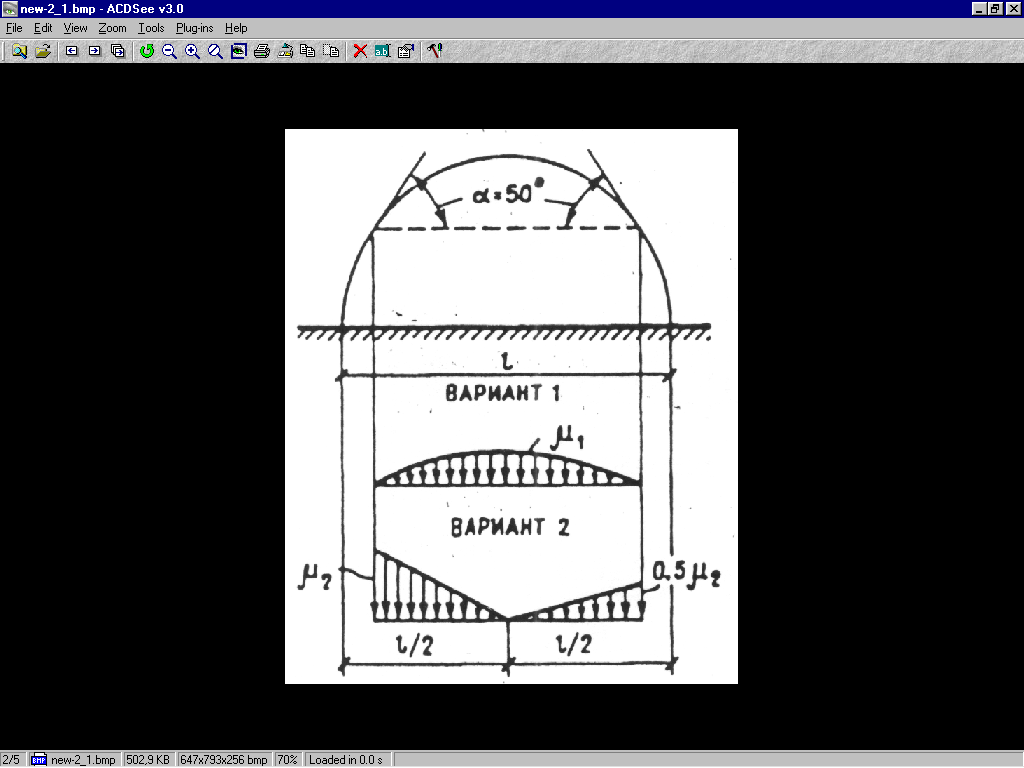 new-2_1.bmp - ACDSee v3.0
File Edit View Zoom Tools Plug-ins Help
α=50°
l
ВАРИАНТ 1
μ₁
ВАРИАНТ 2
μ₂ 0.5μ₂
l/2 l/2
2/5 new-2_1.bmp 502,9 KB 647x793x256 bmp 70% Loaded in 0.0 s